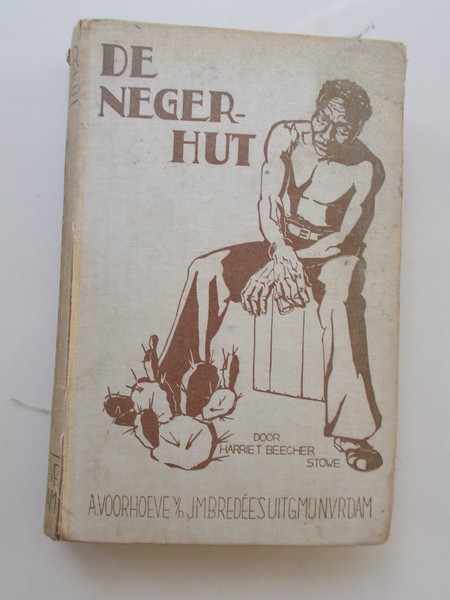 DE
NEGER-
HUT
DOOR
HARRIET BEECHER
STOWE
A.VOORHOEVE V/h J.M.BREDÉE'S UITG.MIJ N.V. R'DAM